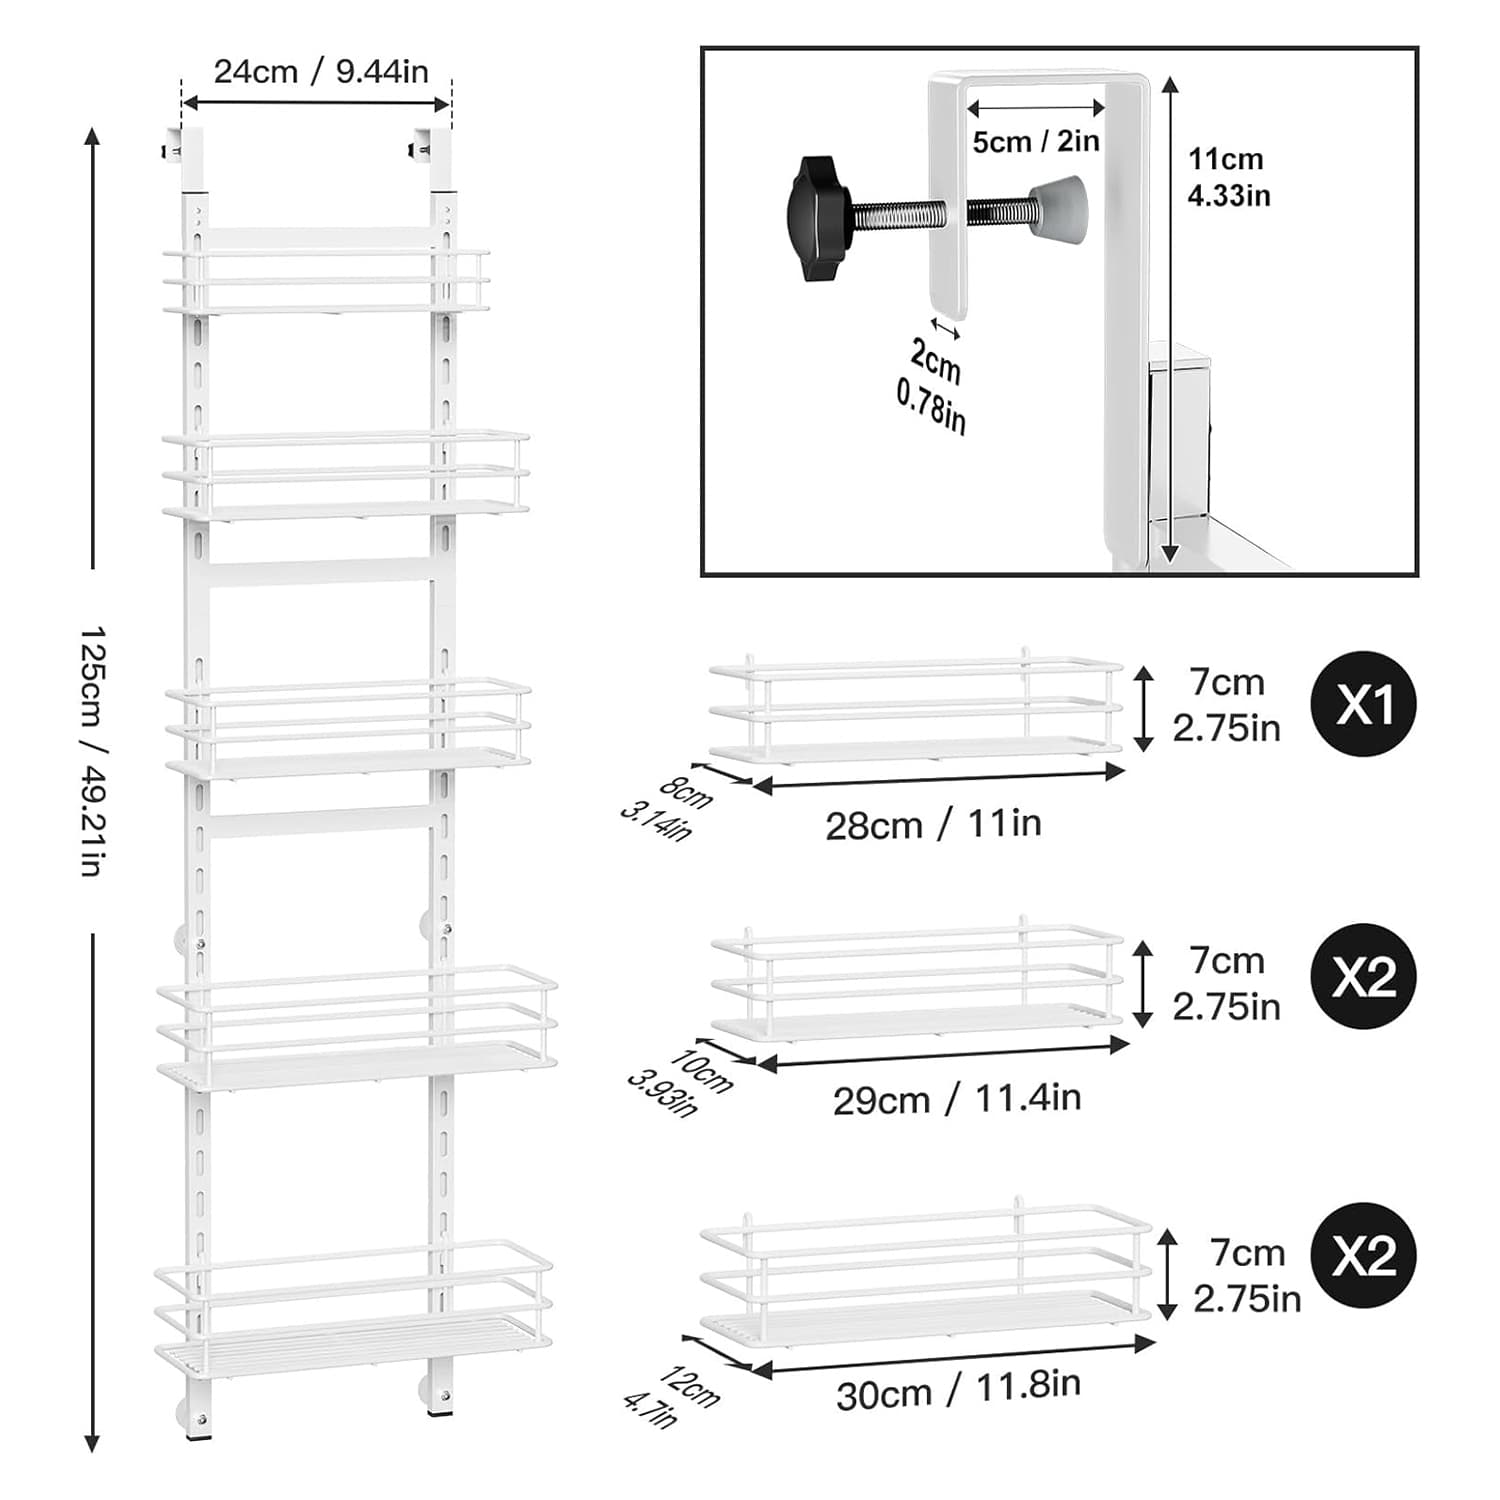 24cm / 9.44in
125cm / 49.21in
5cm / 2in
11cm
4.33in
2cm
0.78in
7cm
2.75in
X1
8cm
3.14in
28cm / 11in
7cm
2.75in
X2
10cm
3.93in
29cm / 11.4in
7cm
2.75in
X2
12cm
4.7in
30cm / 11.8in